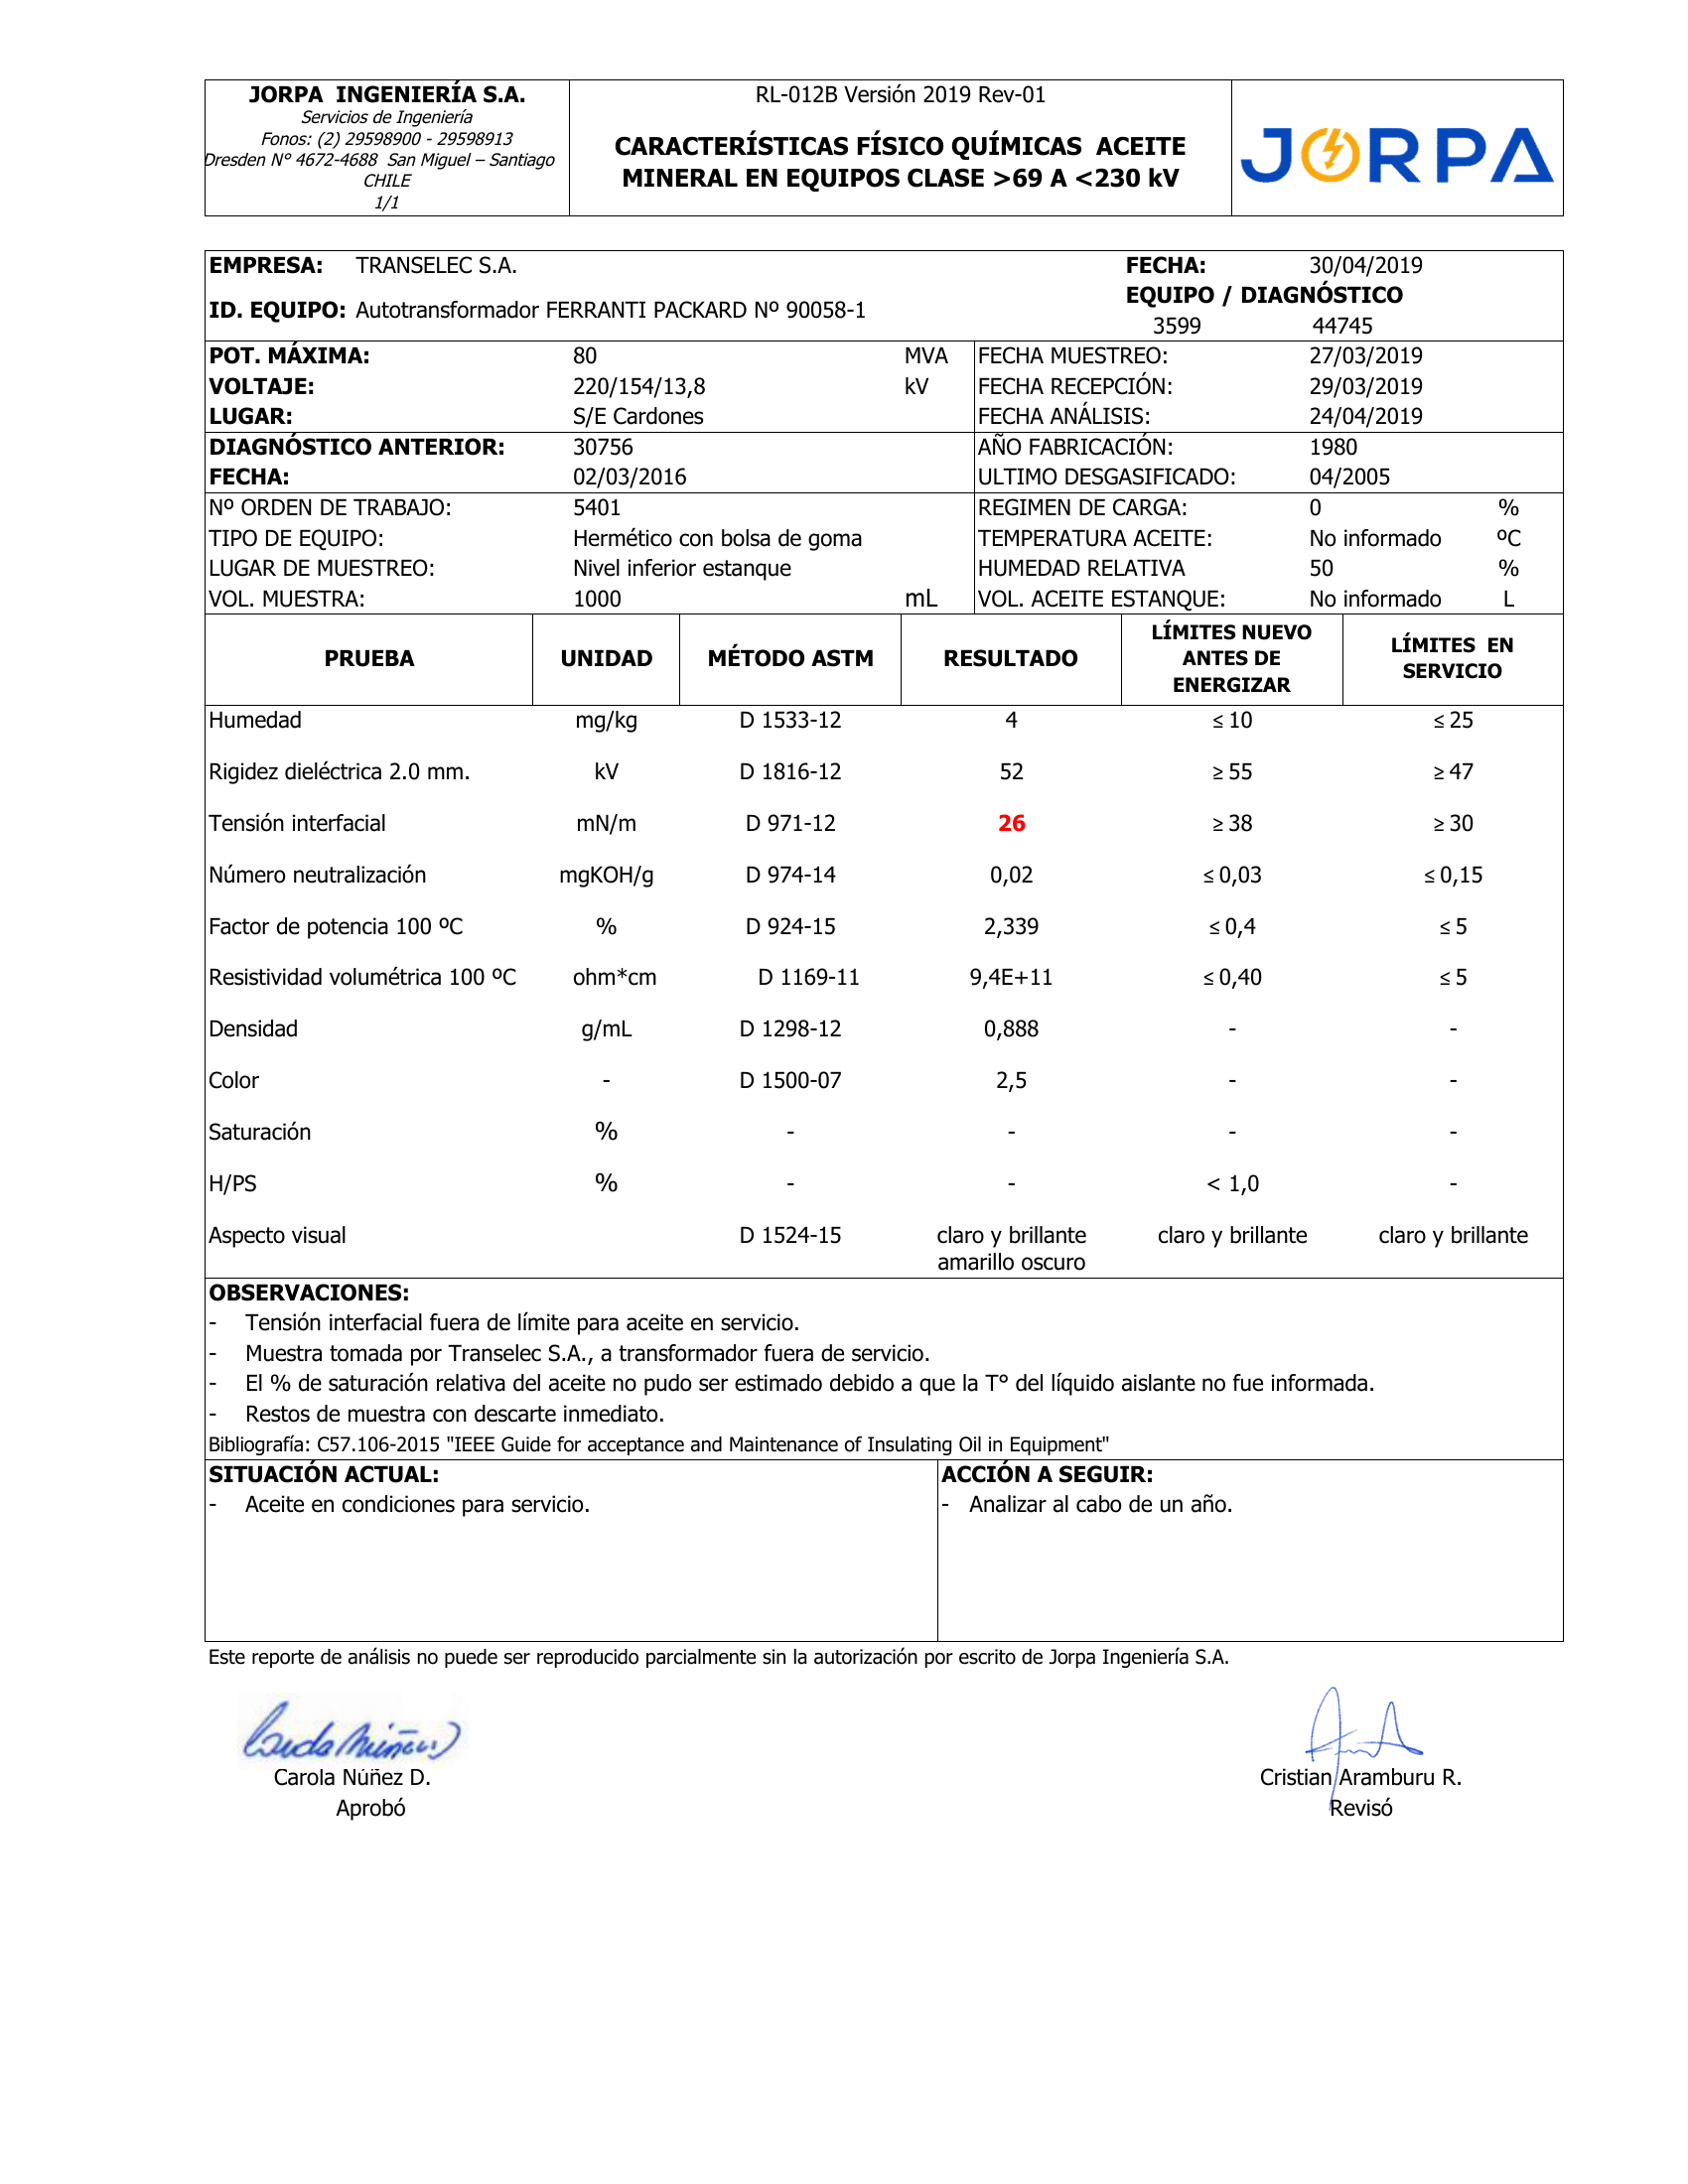 JORPA INGENIERÍA S.A.
Servicios de Ingeniería
Fonos: (2) 29598900 - 29598913
Dresden N° 4672-4688 San Miguel – Santiago
CHILE
1/1
RL-012B Versión 2019 Rev-01
CARACTERÍSTICAS FÍSICO QUÍMICAS ACEITE
MINERAL EN EQUIPOS CLASE >69 A <230 kV
JORPA
EMPRESA: TRANSELEC S.A. FECHA: 30/04/2019
ID. EQUIPO: Autotransformador FERRANTI PACKARD Nº 90058-1 EQUIPO / DIAGNÓSTICO
3599 44745
POT. MÁXIMA: 80 MVA FECHA MUESTREO: 27/03/2019
VOLTAJE: 220/154/13,8 kV FECHA RECEPCIÓN: 29/03/2019
LUGAR: S/E Cardones FECHA ANÁLISIS: 24/04/2019
DIAGNÓSTICO ANTERIOR: 30756 AÑO FABRICACIÓN: 1980
FECHA: 02/03/2016 ULTIMO DESGASIFICADO: 04/2005
Nº ORDEN DE TRABAJO: 5401 REGIMEN DE CARGA: 0 %
TIPO DE EQUIPO: Hermético con bolsa de goma TEMPERATURA ACEITE: No informado ºC
LUGAR DE MUESTREO: Nivel inferior estanque HUMEDAD RELATIVA 50 %
VOL. MUESTRA: 1000 mL VOL. ACEITE ESTANQUE: No informado L
PRUEBA UNIDAD MÉTODO ASTM RESULTADO LÍMITES NUEVO ANTES DE ENERGIZAR LÍMITES EN SERVICIO
Humedad mg/kg D 1533-12 4 ≤ 10 ≤ 25
Rigidez dieléctrica 2.0 mm. kV D 1816-12 52 ≥ 55 ≥ 47
Tensión interfacial mN/m D 971-12 26 ≥ 38 ≥ 30
Número neutralización mgKOH/g D 974-14 0,02 ≤ 0,03 ≤ 0,15
Factor de potencia 100 ºC % D 924-15 2,339 ≤ 0,4 ≤ 5
Resistividad volumétrica 100 ºC ohm*cm D 1169-11 9,4E+11 ≤ 0,40 ≤ 5
Densidad g/mL D 1298-12 0,888 - -
Color - D 1500-07 2,5 - -
Saturación % - - - -
H/PS % - - < 1,0 -
Aspecto visual D 1524-15 claro y brillante claro y brillante claro y brillante
amarillo oscuro
OBSERVACIONES:
- Tensión interfacial fuera de límite para aceite en servicio.
- Muestra tomada por Transelec S.A., a transformador fuera de servicio.
- El % de saturación relativa del aceite no pudo ser estimado debido a que la T° del líquido aislante no fue informada.
- Restos de muestra con descarte inmediato.
Bibliografía: C57.106-2015 "IEEE Guide for acceptance and Maintenance of Insulating Oil in Equipment"
SITUACIÓN ACTUAL: ACCIÓN A SEGUIR:
- Aceite en condiciones para servicio. - Analizar al cabo de un año.
Este reporte de análisis no puede ser reproducido parcialmente sin la autorización por escrito de Jorpa Ingeniería S.A.
Carola Núñez D. Cristian Aramburu R.
Aprobó Revisó